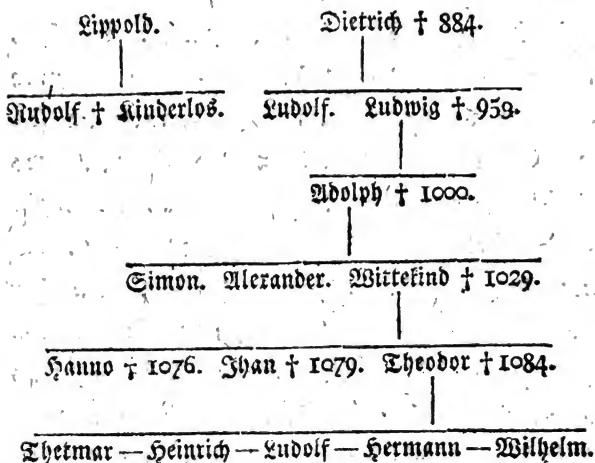 Lippold. Dietrich † 884.
Rudolf † Kinderlos. Ludolf. Ludwig † 959.
Adolph † 1000.
Simon. Alexander. Wittekind † 1029.
Hanno † 1076. Ihan † 1079. Theodor † 1084.
Thetmar — Heinrich — Ludolf — Hermann — Wilhelm.